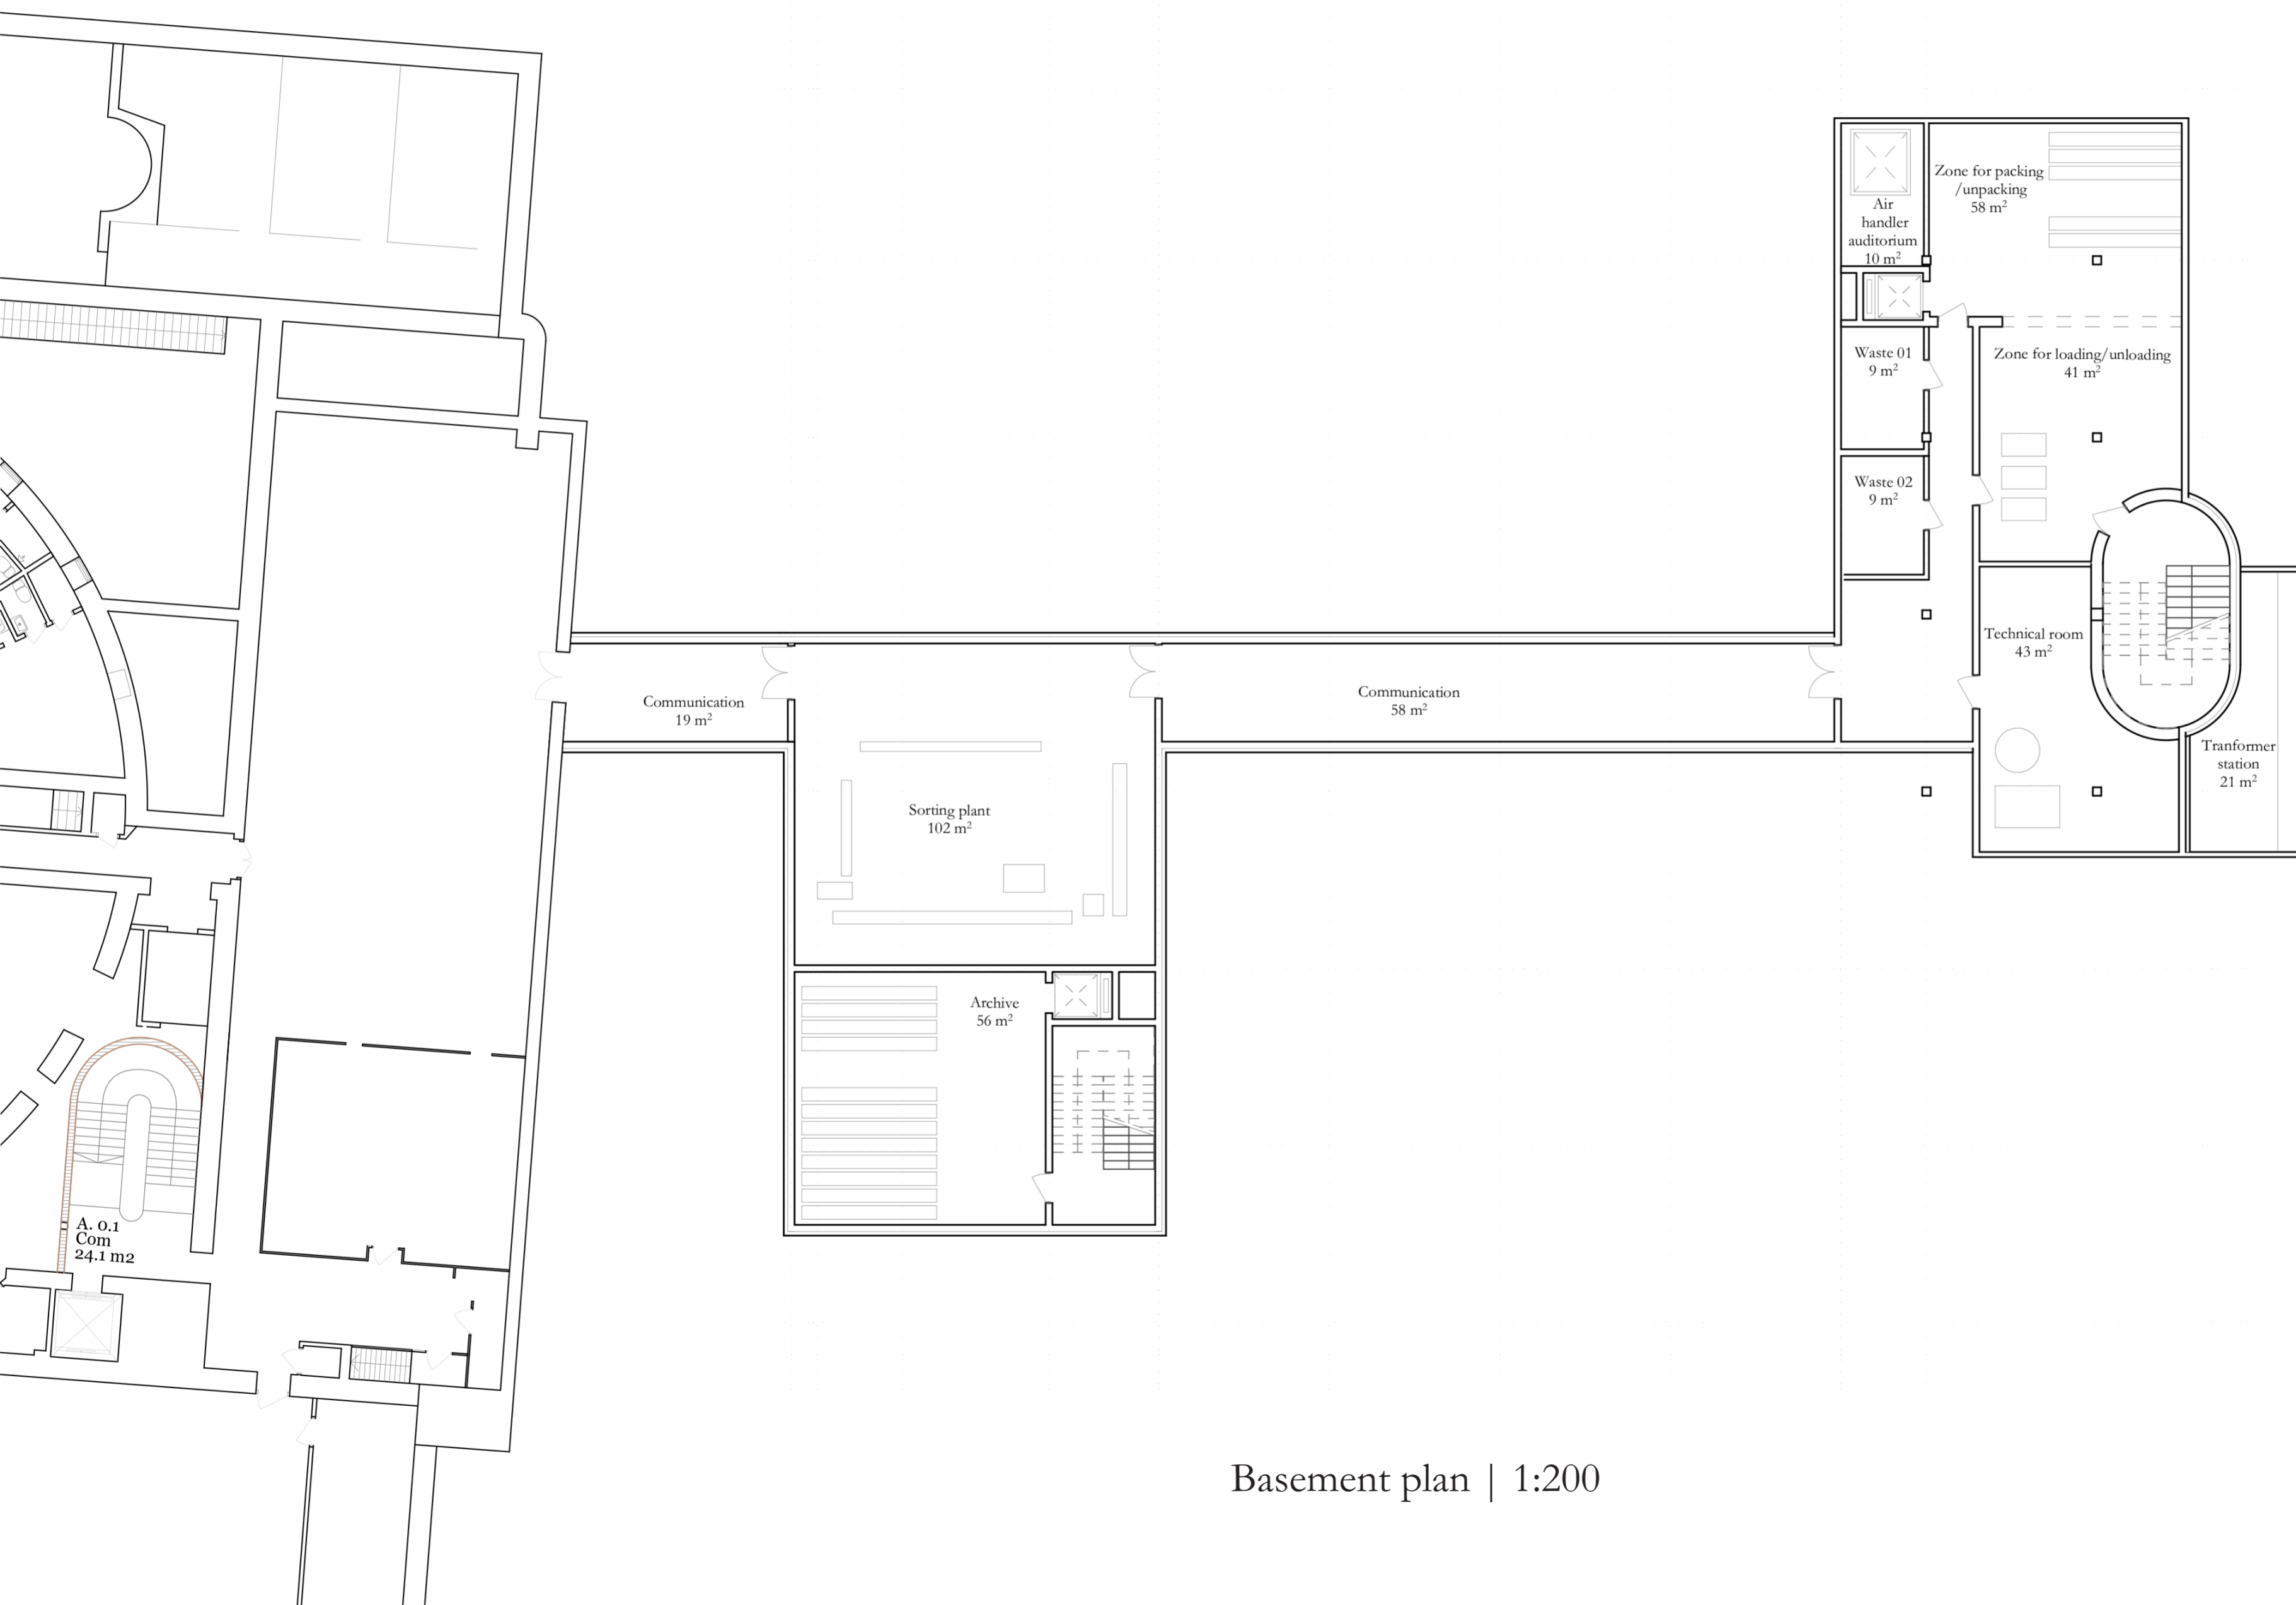 Zone for packing
/unpacking
58 m²
Air
handler
auditorium
10 m²
Waste 01
9 m²
Zone for loading/unloading
41 m²
Waste 02
9 m²
Technical room
43 m²
Communication
19 m²
Communication
58 m²
Tranformer
station
21 m²
Sorting plant
102 m²
Archive
56 m²
A. 0.1
Com
24.1 m2
Basement plan | 1:200